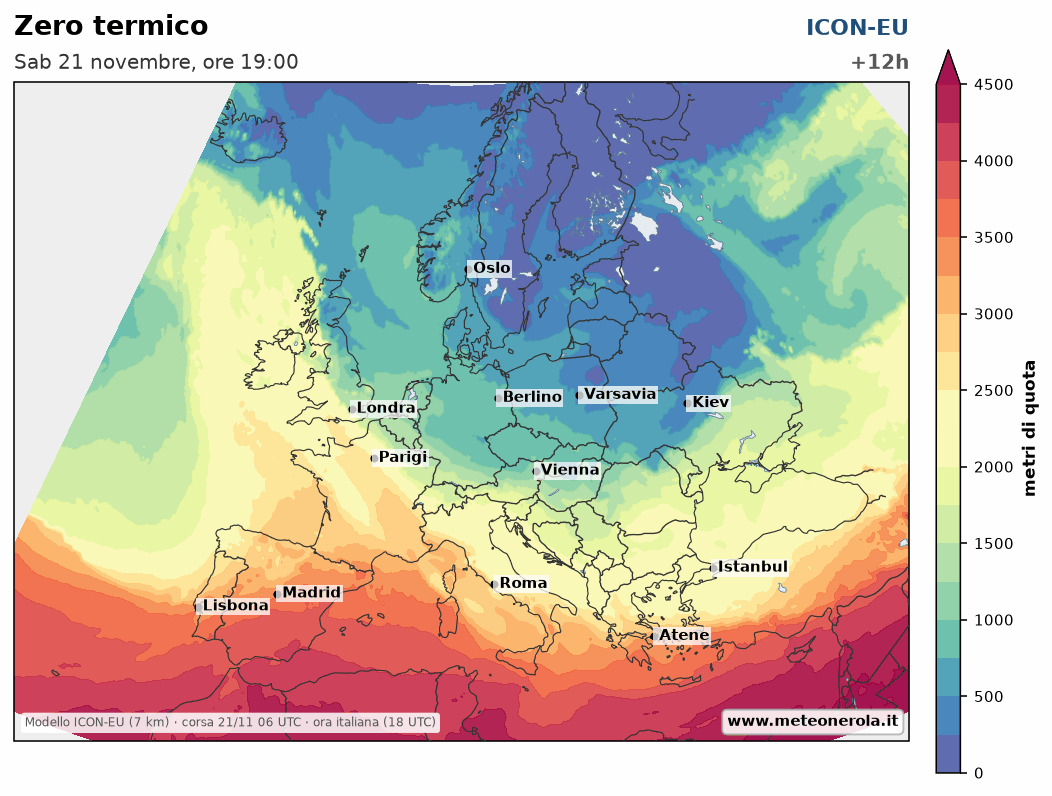 Zero termico
ICON-EU
Sab 21 novembre, ore 19:00
+12h
4500
4000
3500
3000
2500
2000
1500
1000
500
0
metri di quota
Oslo
Berlino
Varsavia
Kiev
Londra
Parigi
Vienna
Istanbul
Roma
Madrid
Lisbona
Atene
Modello ICON-EU (7 km) · corsa 21/11 06 UTC · ora italiana (18 UTC)
www.meteonerola.it